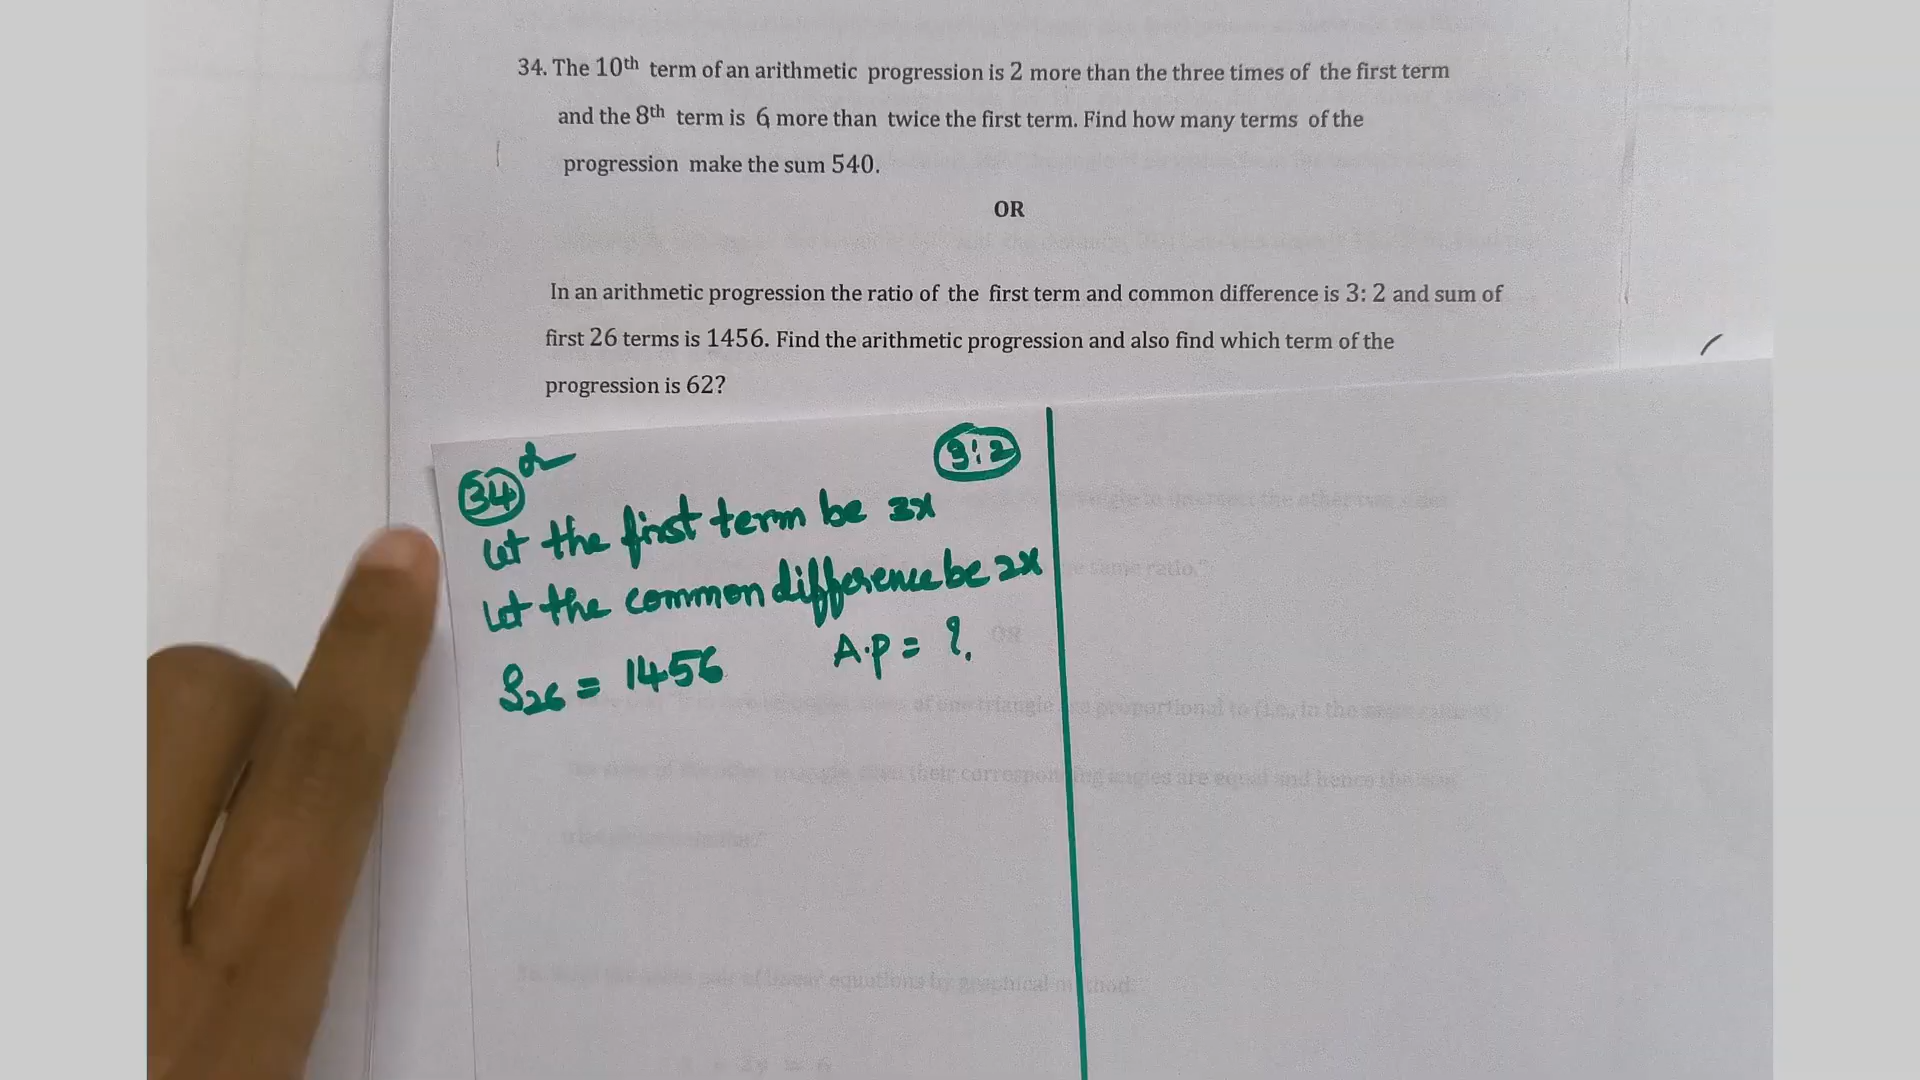 34. The 10th term of an arithmetic progression is 2 more than the three times of the first term
and the 8th term is 6 more than twice the first term. Find how many terms of the
progression make the sum 540.
OR
In an arithmetic progression the ratio of the first term and common difference is 3: 2 and sum of
first 26 terms is 1456. Find the arithmetic progression and also find which term of the
progression is 62?
34 or 3:2
Let the first term be 3x
Let the common difference be 2x
S26 = 1456 A.P = ?